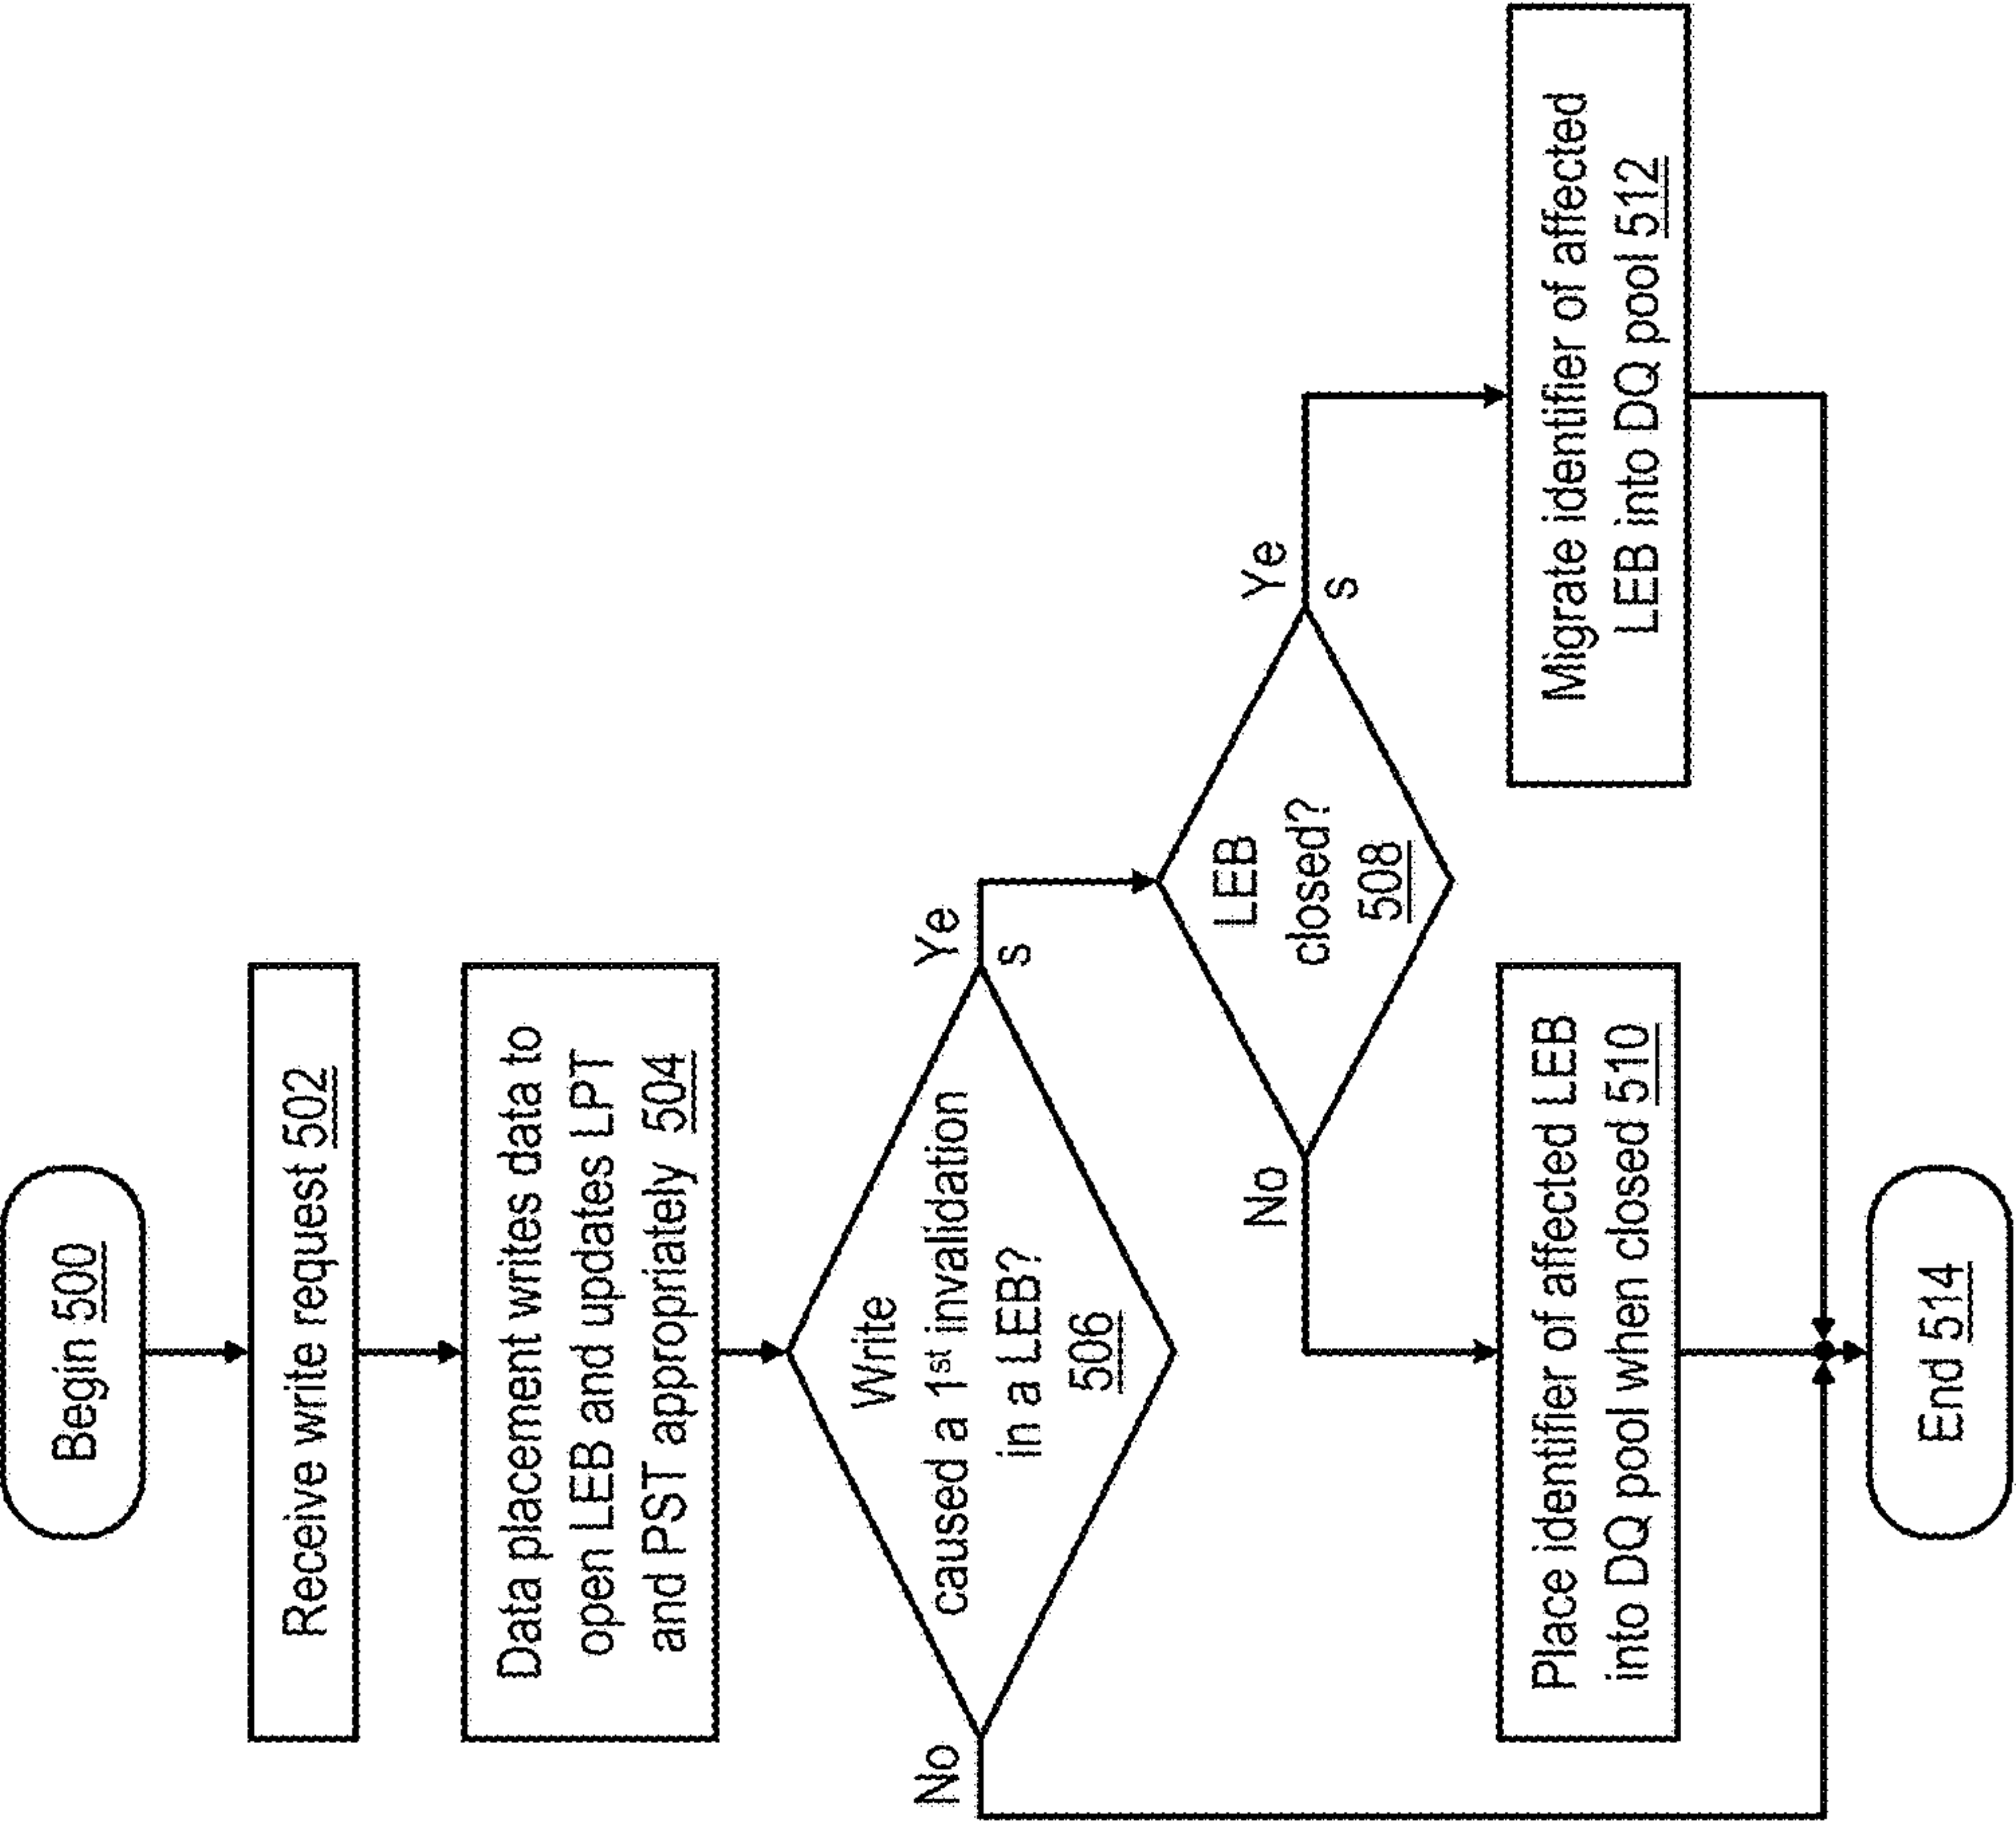 Begin 500
Receive write request 502
Data placement writes data to
open LEB and updates LPT
and PST appropriately 504
Write
caused a 1st invalidation
in a LEB?
506
No
Ye
s
LEB
closed?
508
No
Ye
s
Place identifier of affected LEB
into DQ pool when closed 510
Migrate identifier of affected
LEB into DQ pool 512
End 514